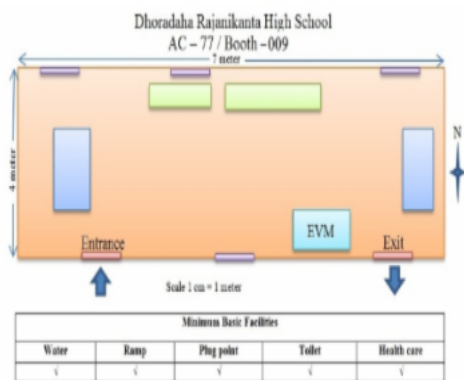 Dhoradaha Rajanikanta High School
AC – 77 / Booth –009
7 meter
4 meter
N
EVM
Entrance
Exit
Scale 1 cm = 1 meter
Minimum Basic Facilities
Water Ramp Plug point Toilet Health care
√ √ √ √ √